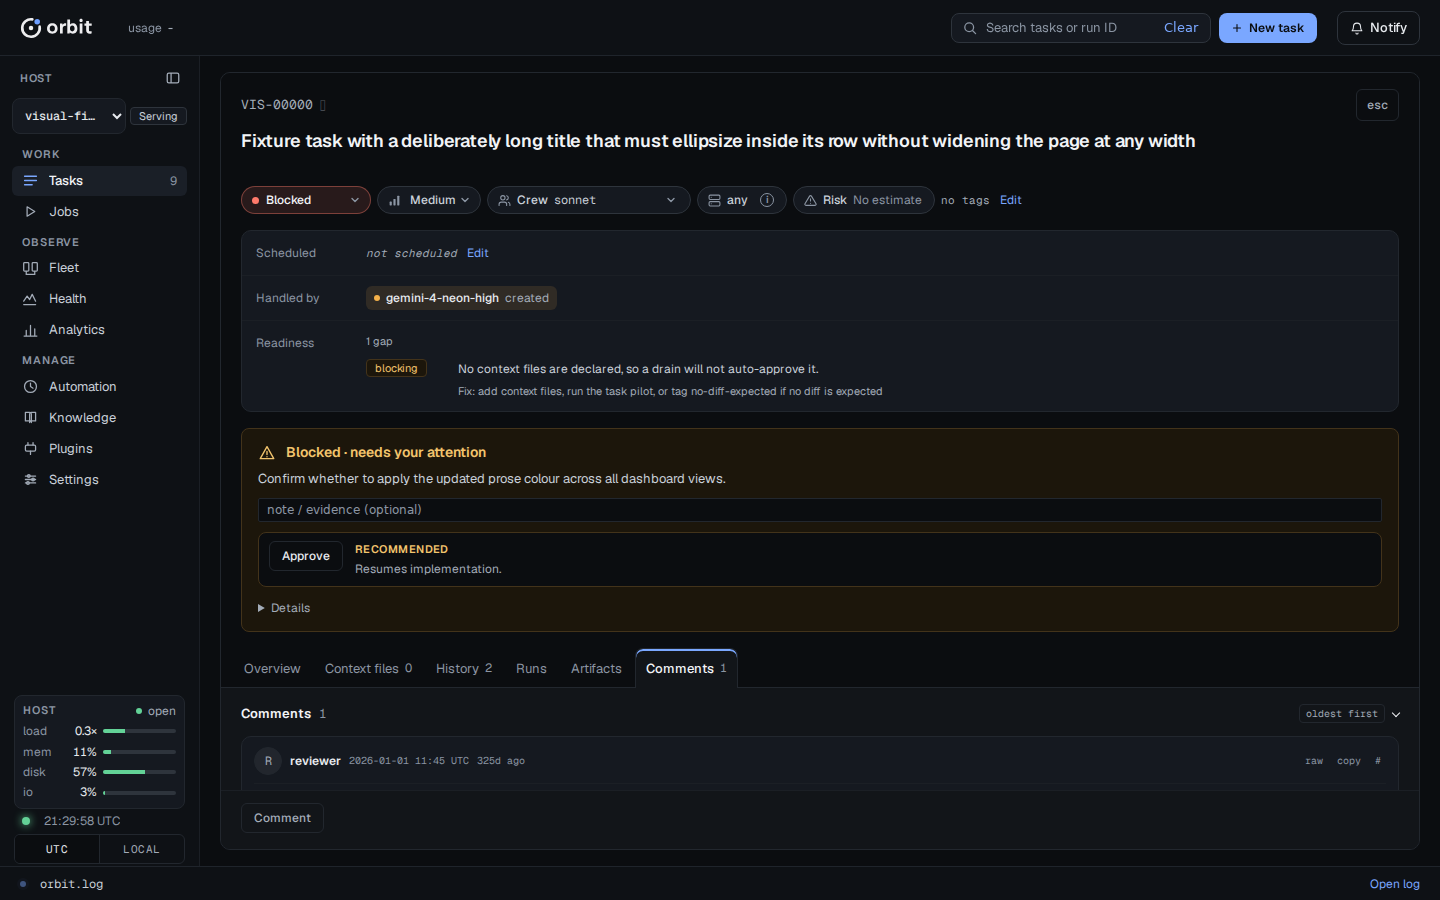 orbit
usage -
Search tasks or run ID
Clear
+ New task
Notify
HOST
visual-fi…
Serving
WORK
Tasks 9
Jobs
OBSERVE
Fleet
Health
Analytics
MANAGE
Automation
Knowledge
Plugins
Settings
HOST open
load 0.3×
mem 11%
disk 57%
io 3%
21:29:58 UTC
UTC LOCAL
VIS-00000
esc
Fixture task with a deliberately long title that must ellipsize inside its row without widening the page at any width
Blocked
Medium
Crew sonnet
any
Risk No estimate
no tags Edit
Scheduled not scheduled Edit
Handled by gemini-4-neon-high created
Readiness 1 gap
blocking No context files are declared, so a drain will not auto-approve it.
Fix: add context files, run the task pilot, or tag no-diff-expected if no diff is expected
Blocked · needs your attention
Confirm whether to apply the updated prose colour across all dashboard views.
note / evidence (optional)
Approve
RECOMMENDED
Resumes implementation.
Details
Overview Context files 0 History 2 Runs Artifacts Comments 1
Comments 1
oldest first
R reviewer 2026-01-01 11:45 UTC 325d ago
raw copy #
Comment
orbit.log
Open log